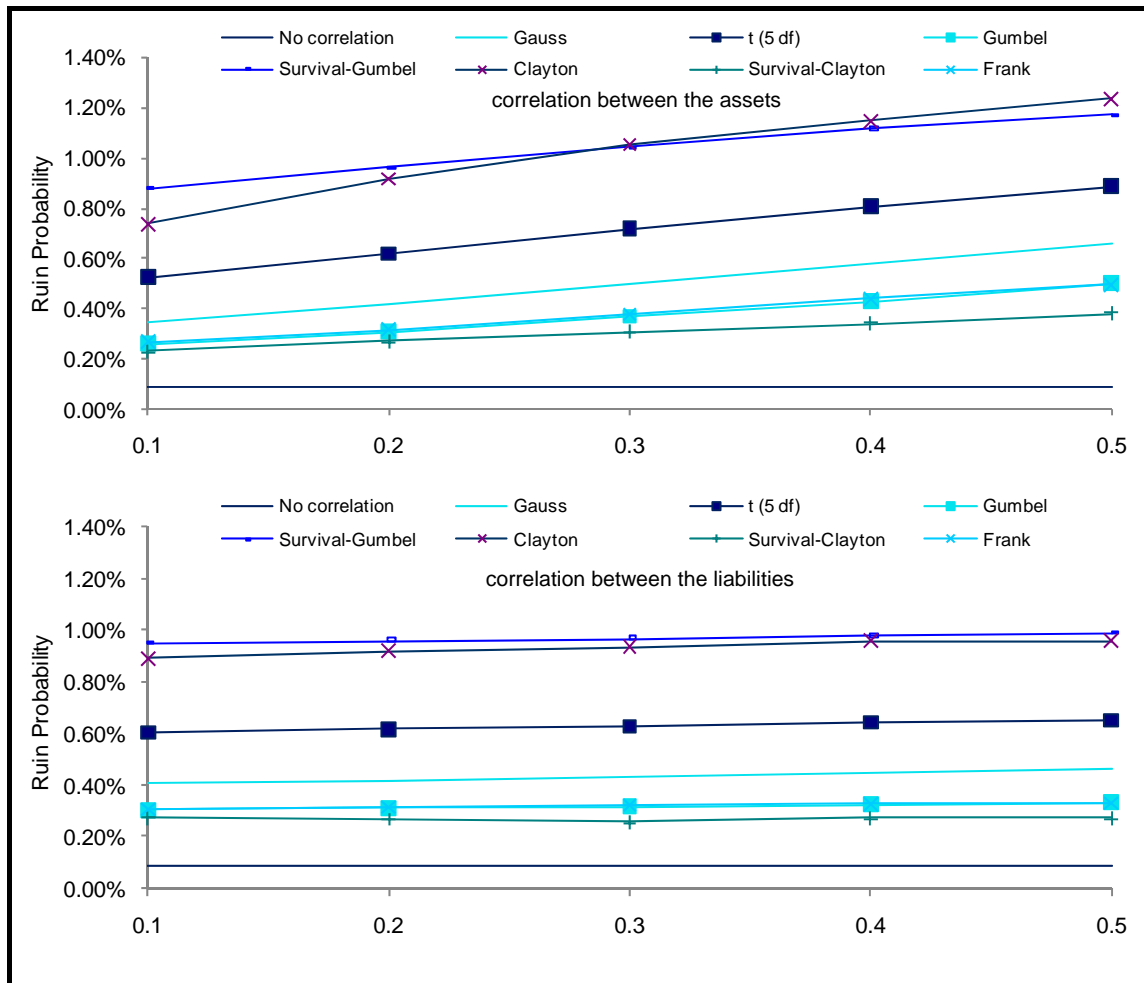 No correlation Gauss t (5 df) Gumbel
Survival-Gumbel Clayton Survival-Clayton Frank
correlation between the assets
Ruin Probability
1.40%
1.20%
1.00%
0.80%
0.60%
0.40%
0.20%
0.00%
0.1 0.2 0.3 0.4 0.5
No correlation Gauss t (5 df) Gumbel
Survival-Gumbel Clayton Survival-Clayton Frank
correlation between the liabilities
Ruin Probability
1.40%
1.20%
1.00%
0.80%
0.60%
0.40%
0.20%
0.00%
0.1 0.2 0.3 0.4 0.5